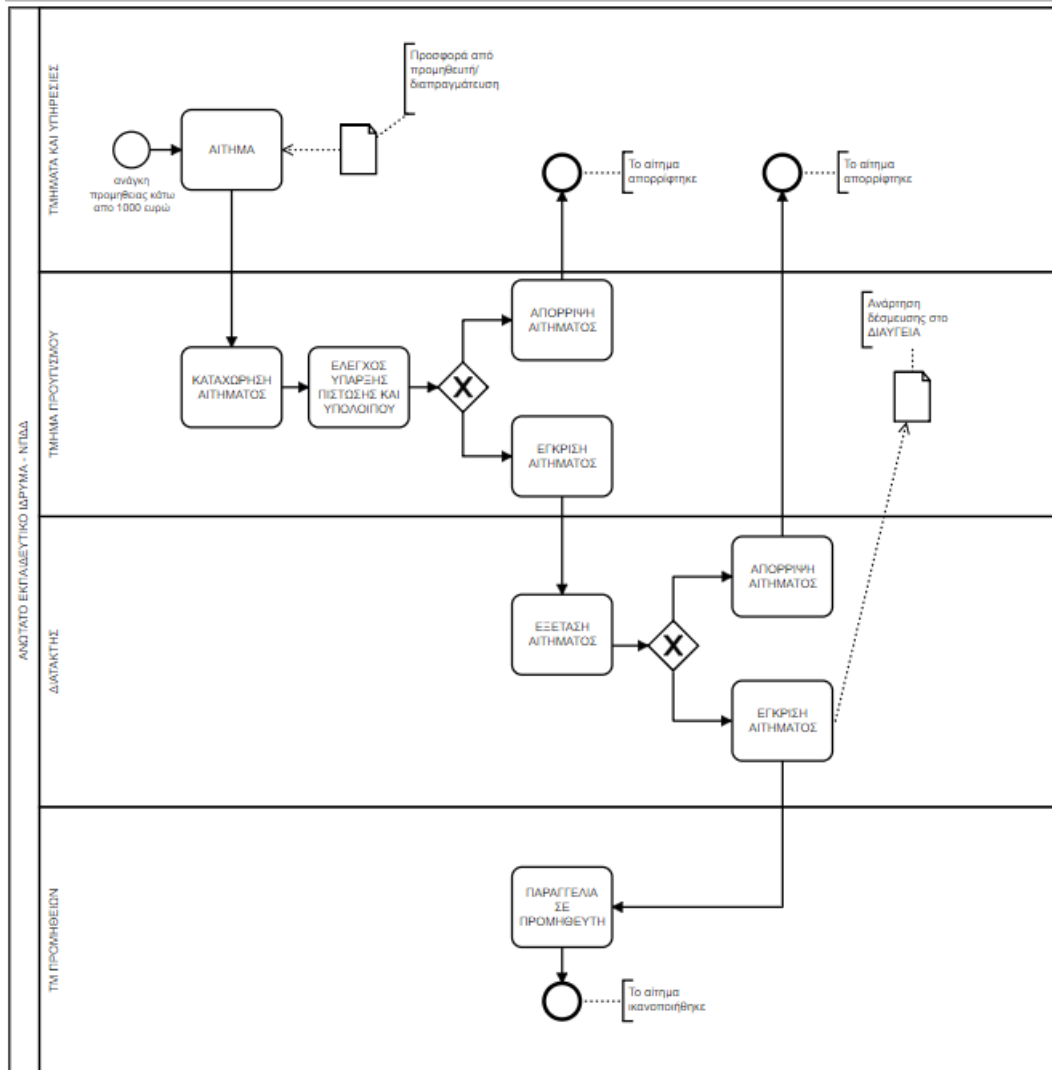 ΑΝΩΤΑΤΟ ΕΚΠΑΙΔΕΥΤΙΚΟ ΙΔΡΥΜΑ - ΝΠΔΔ
ΤΜΗΜΑΤΑ ΚΑΙ ΥΠΗΡΕΣΙΕΣ
ανάγκη
προμηθειας κάτω
απο 1000 ευρώ
ΑΙΤΗΜΑ
Προσφορά από
προμηθευτή/
διαπραγμάτευση
Το αίτημα
απορρίφτηκε
Το αίτημα
απορρίφτηκε
ΤΜΗΜΑ ΠΡΟΥΠ/ΣΜΟΥ
ΚΑΤΑΧΩΡΗΣΗ
ΑΙΤΗΜΑΤΟΣ
ΕΛΕΓΧΟΣ
ΥΠΑΡΞΗΣ
ΠΙΣΤΩΣΗΣ ΚΑΙ
ΥΠΟΛΟΙΠΟΥ
ΑΠΟΡΡΙΨΗ
ΑΙΤΗΜΑΤΟΣ
ΕΓΚΡΙΣΗ
ΑΙΤΗΜΑΤΟΣ
Ανάρτηση
δέσμευσης στο
ΔΙΑΥΓΕΙΑ
ΔΙΑΤΑΚΤΗΣ
ΕΞΕΤΑΣΗ
ΑΙΤΗΜΑΤΟΣ
ΑΠΟΡΡΙΨΗ
ΑΙΤΗΜΑΤΟΣ
ΕΓΚΡΙΣΗ
ΑΙΤΗΜΑΤΟΣ
ΤΜ ΠΡΟΜΗΘΕΙΩΝ
ΠΑΡΑΓΓΕΛΙΑ
ΣΕ
ΠΡΟΜΗΘΕΥΤΗ
Το αίτημα
ικανοποιήθηκε